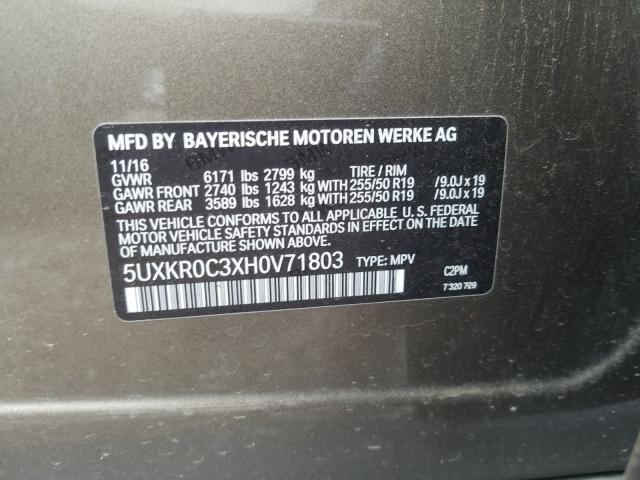 MFD BY BAYERISCHE MOTOREN WERKE AG
11/16
GVWR 6171 lbs 2799 kg TIRE / RIM
GAWR FRONT 2740 lbs 1243 kg WITH 255/50 R19 /9.0J x 19
GAWR REAR 3589 lbs 1628 kg WITH 255/50 R19 /9.0J x 19
THIS VEHICLE CONFORMS TO ALL APPLICABLE U.S. FEDERAL
MOTOR VEHICLE SAFETY STANDARDS IN EFFECT ON THE DATE
OF MANUFACTURE SHOWN ABOVE.
5UXKR0C3XH0V71803 TYPE: MPV C2PM
7 320 729